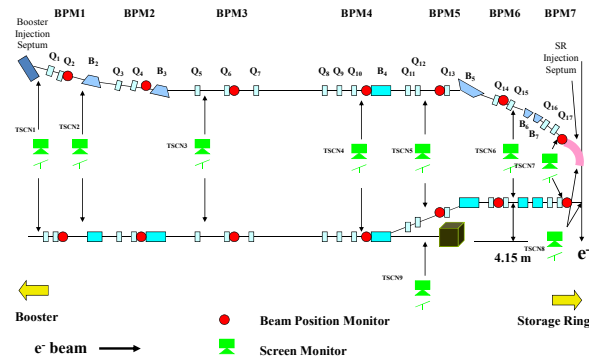 BPM1 BPM2 BPM3 BPM4 BPM5 BPM6 BPM7
Booster
Injection
Septum
SR
Injection
Septum
Q1 Q2 B2 Q3 Q4 B3 Q5 Q6 Q7 Q8 Q9 Q10 B4 Q11 Q12 Q13 B5 Q14 Q15 Q16 Q17
B6 B7
TSCN1 TSCN2 TSCN3 TSCN4 TSCN5 TSCN6 TSCN7
TSCN8
TSCN9
4.15 m
e-
Booster
Storage Ring
Beam Position Monitor
e- beam
Screen Monitor